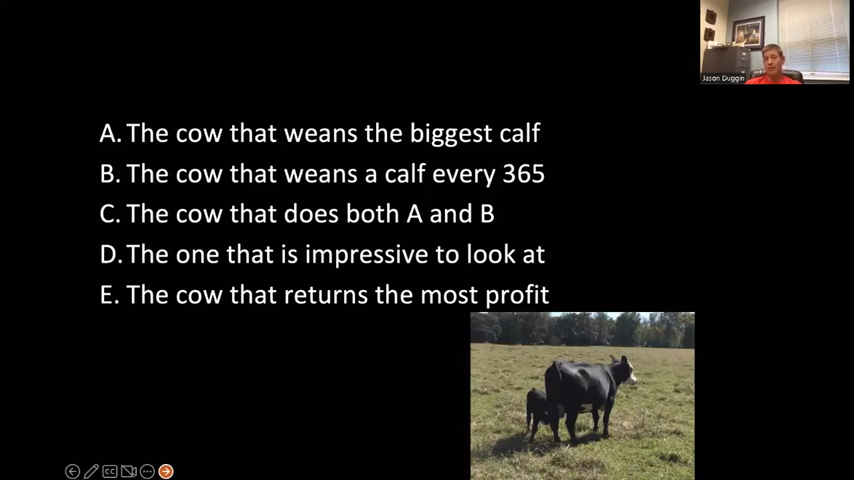 Jason Duggin
A. The cow that weans the biggest calf
B. The cow that weans a calf every 365
C. The cow that does both A and B
D. The one that is impressive to look at
E. The cow that returns the most profit
CC